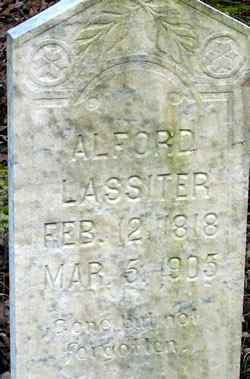 ALFORD
LASSITER
FEB. 12, 1818
MAR. 5, 1905
Gone, but not
forgotten.